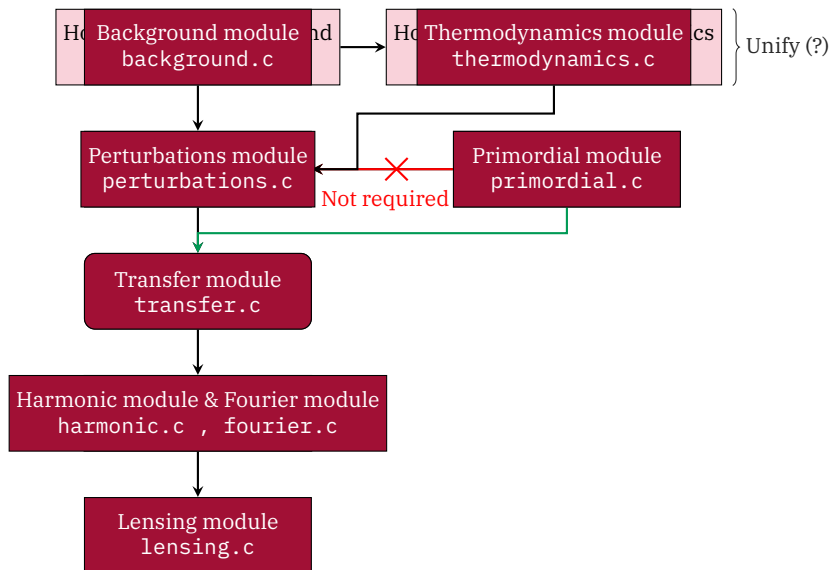 Background module
background.c
Thermodynamics module
thermodynamics.c
Unify (?)
Perturbations module
perturbations.c
Primordial module
primordial.c
Not required
Transfer module
transfer.c
Harmonic module & Fourier module
harmonic.c , fourier.c
Lensing module
lensing.c